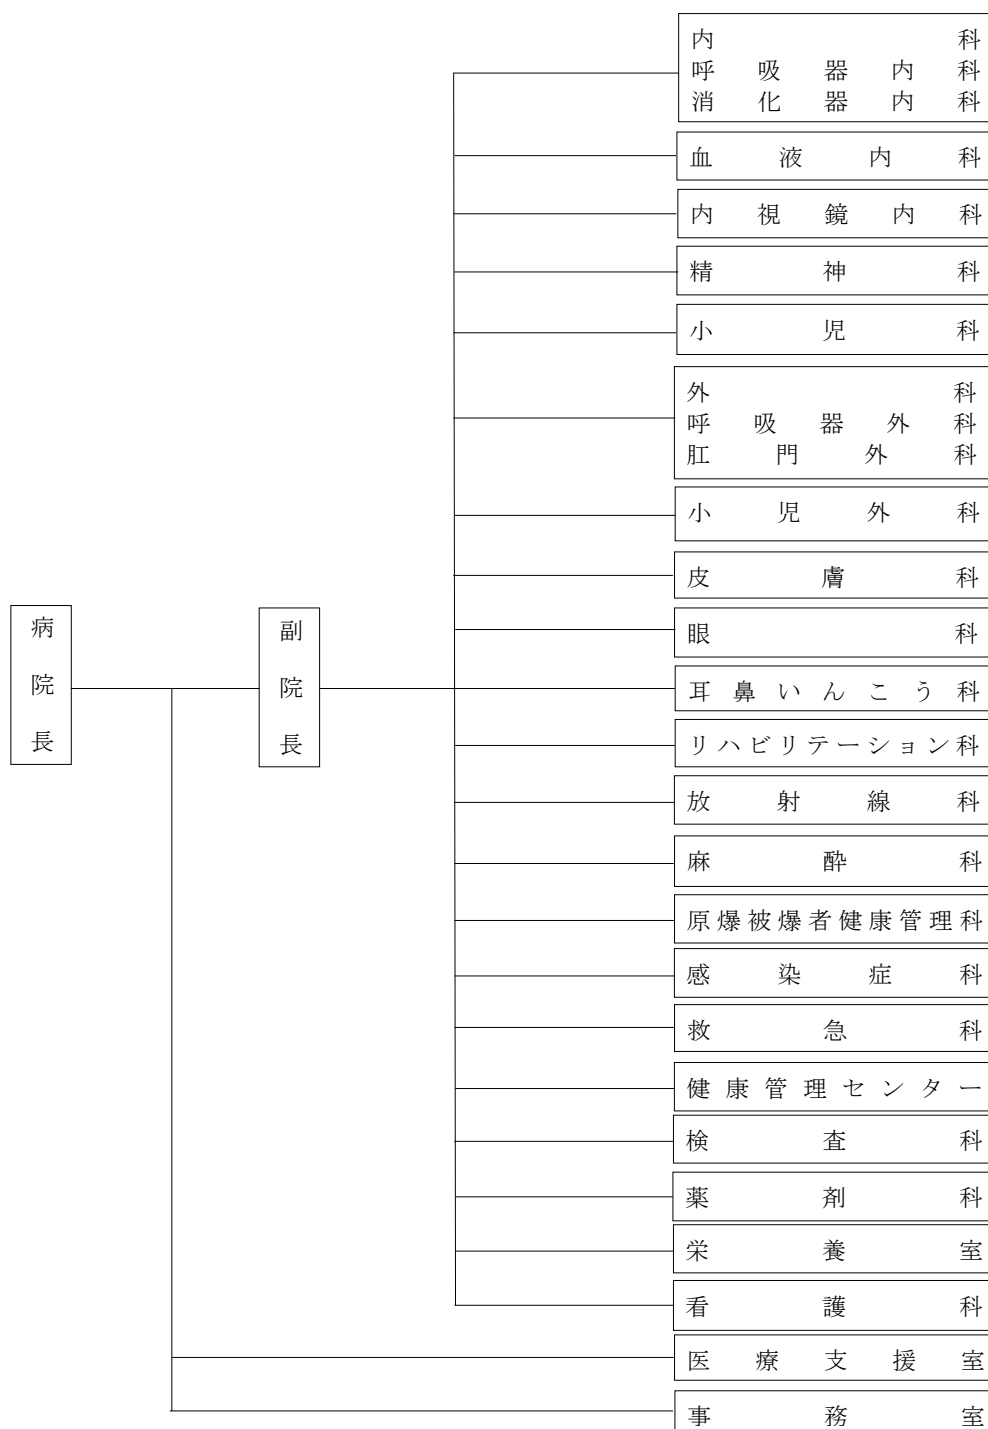 病院長
副院長
内科
呼吸器内科
消化器内科
血液内科
内視鏡内科
精神科
小児科
外科
呼吸器外科
肛門外科
小児外科
皮膚科
眼科
耳鼻いんこう科
リハビリテーション科
放射線科
麻酔科
原爆被爆者健康管理科
感染症科
救急科
健康管理センター
検査科
薬剤科
栄養室
看護科
医療支援室
事務室